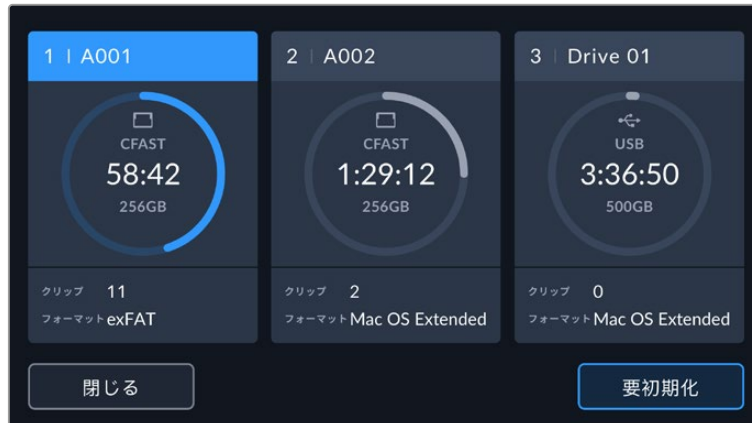 1 | A001
CFAST
58:42
256GB
クリップ 11
フォーマット exFAT
2 | A002
CFAST
1:29:12
256GB
クリップ 2
フォーマット Mac OS Extended
3 | Drive 01
USB
3:36:50
500GB
クリップ 0
フォーマット Mac OS Extended
閉じる
要初期化